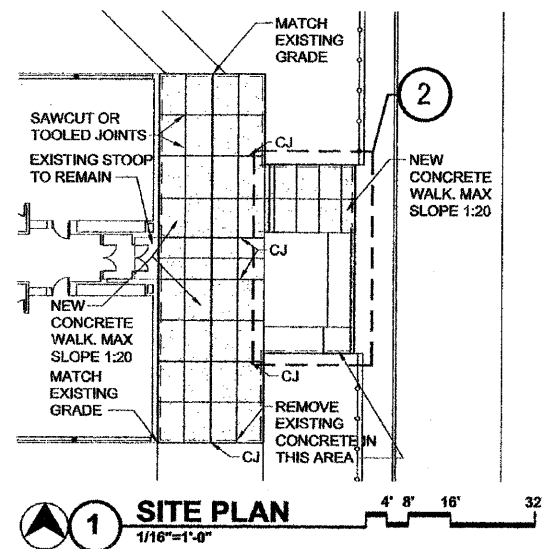 MATCH
EXISTING
GRADE
2
SAWCUT OR
TOOLED JOINTS
CJ
EXISTING STOOP
TO REMAIN
NEW
CONCRETE
WALK. MAX
SLOPE 1:20
CJ
NEW
CONCRETE
WALK. MAX
SLOPE 1:20
MATCH
EXISTING
GRADE
CJ
REMOVE
EXISTING
CONCRETE IN
THIS AREA
CJ
1
SITE PLAN
1/16"=1'-0"
4' 8' 16' 32